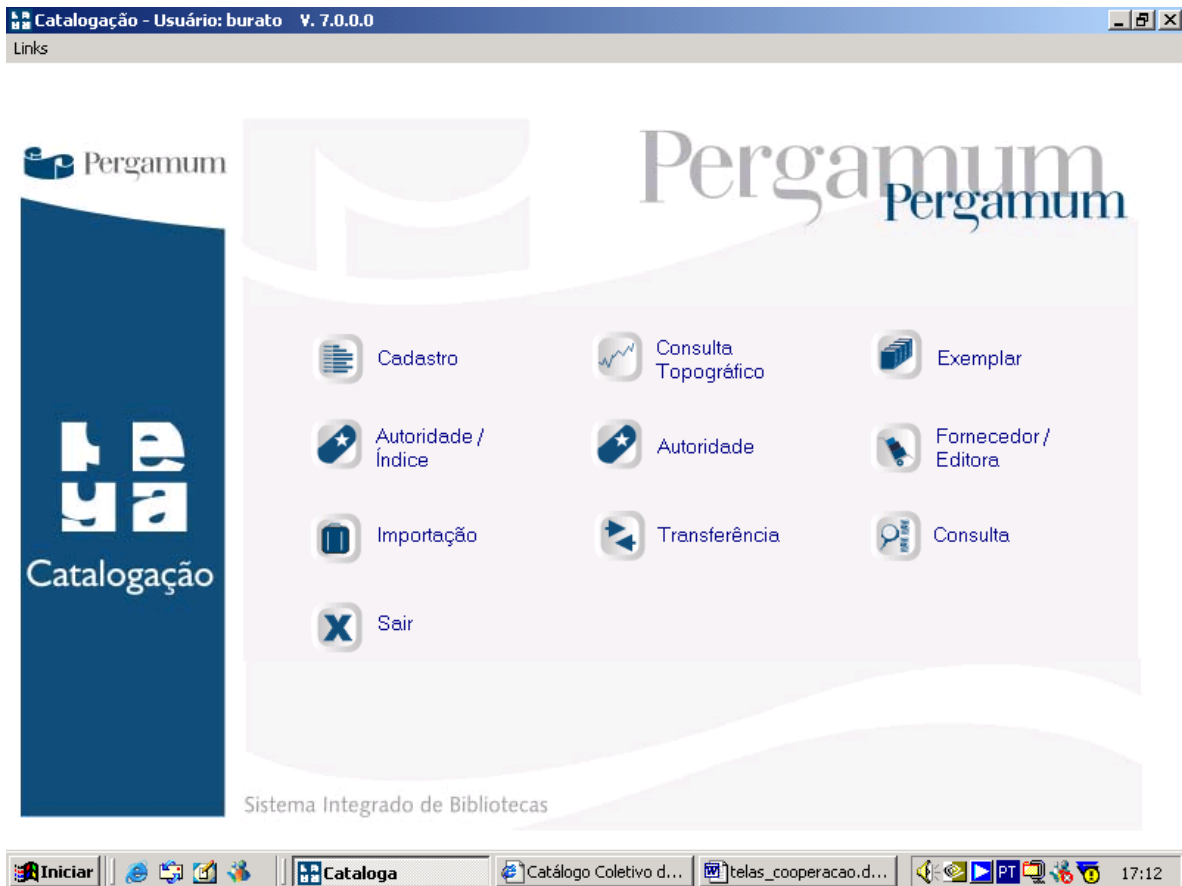 Catalogação - Usuário: burato V. 7.0.0.0
Links
Pergamum
Pergamum
Pergamum
Cadastro
Consulta
Topográfico
Exemplar
Autoridade /
Índice
Autoridade
Fornecedor /
Editora
Importação
Transferência
Consulta
Sair
Catalogação
Sistema Integrado de Bibliotecas
Iniciar
Cataloga
Catálogo Coletivo d...
telas_cooperacao.d...
PT
17:12